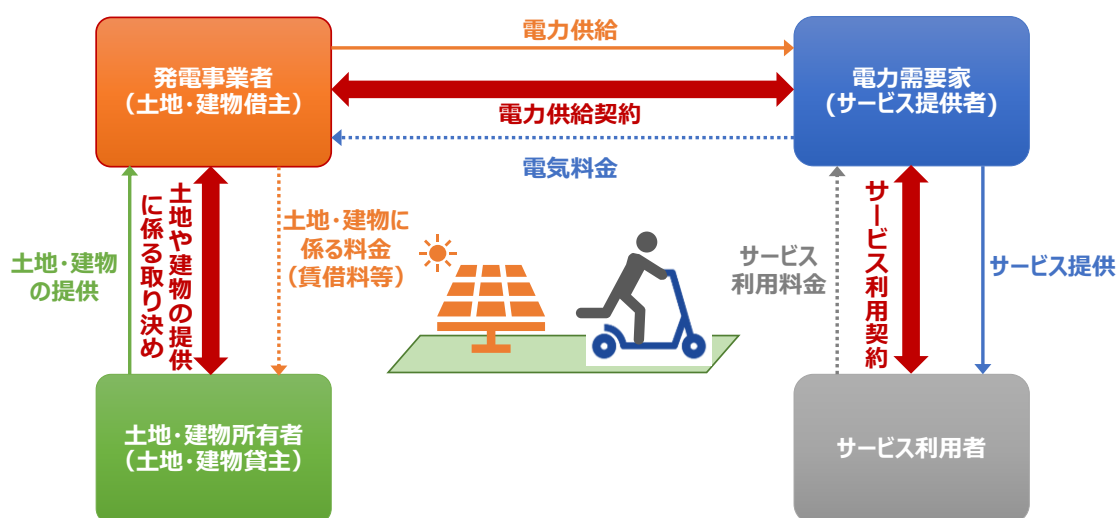 電力供給
発電事業者
（土地・建物借主）
電力需要家
(サービス提供者)
電力供給契約
電気料金
土地・建物
の提供
土地や建物の提供
に係る取り決め
土地・建物に
係る料金
（賃借料等）
サービス
利用料金
サービス利用契約
サービス提供
土地・建物所有者
（土地・建物貸主）
サービス利用者